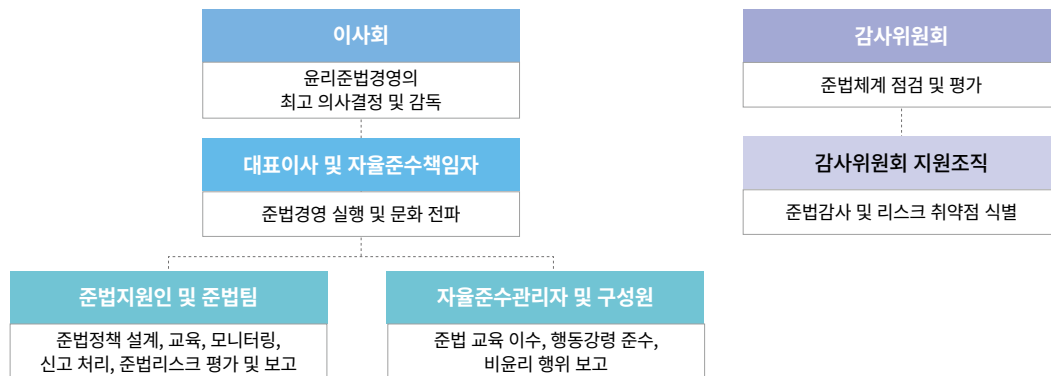 이사회
윤리준법경영의
최고 의사결정 및 감독
대표이사 및 자율준수책임자
준법경영 실행 및 문화 전파
준법지원인 및 준법팀
준법정책 설계, 교육, 모니터링,
신고 처리, 준법리스크 평가 및 보고
자율준수관리자 및 구성원
준법 교육 이수, 행동강령 준수,
비윤리 행위 보고
감사위원회
준법체계 점검 및 평가
감사위원회 지원조직
준법감사 및 리스크 취약점 식별